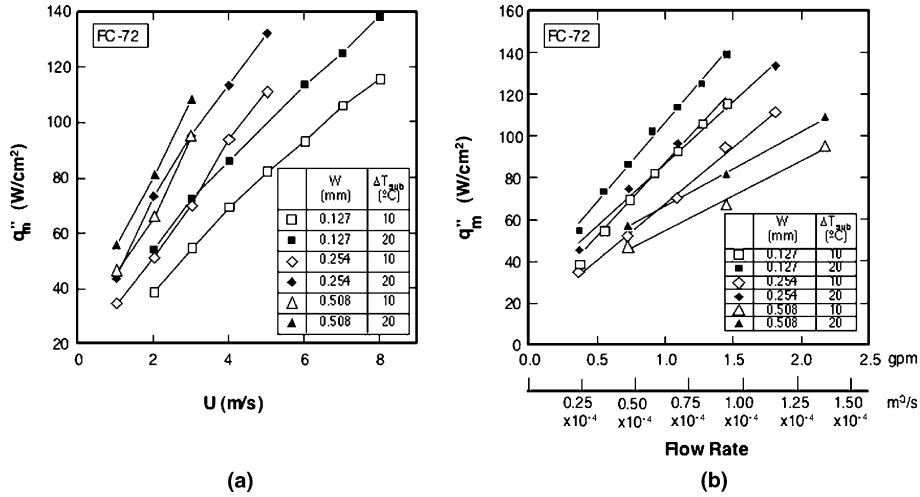 FC-72
140
120
100
80
60
40
20
q″m (W/cm²)
0 2 4 6 8
U (m/s)
W (mm) ΔTsub (ºC)
0.127 10
0.127 20
0.254 10
0.254 20
0.508 10
0.508 20
(a)
FC-72
160
140
120
100
80
60
40
20
0
q″m (W/cm²)
0.0 0.5 1.0 1.5 2.0 2.5 gpm
W (mm) ΔTsub (ºC)
0.127 10
0.127 20
0.254 10
0.254 20
0.508 10
0.508 20
0.25 0.50 0.75 1.00 1.25 1.50 m³/s
x10⁻⁴ x10⁻⁴ x10⁻⁴ x10⁻⁴ x10⁻⁴ x10⁻⁴
Flow Rate
(b)